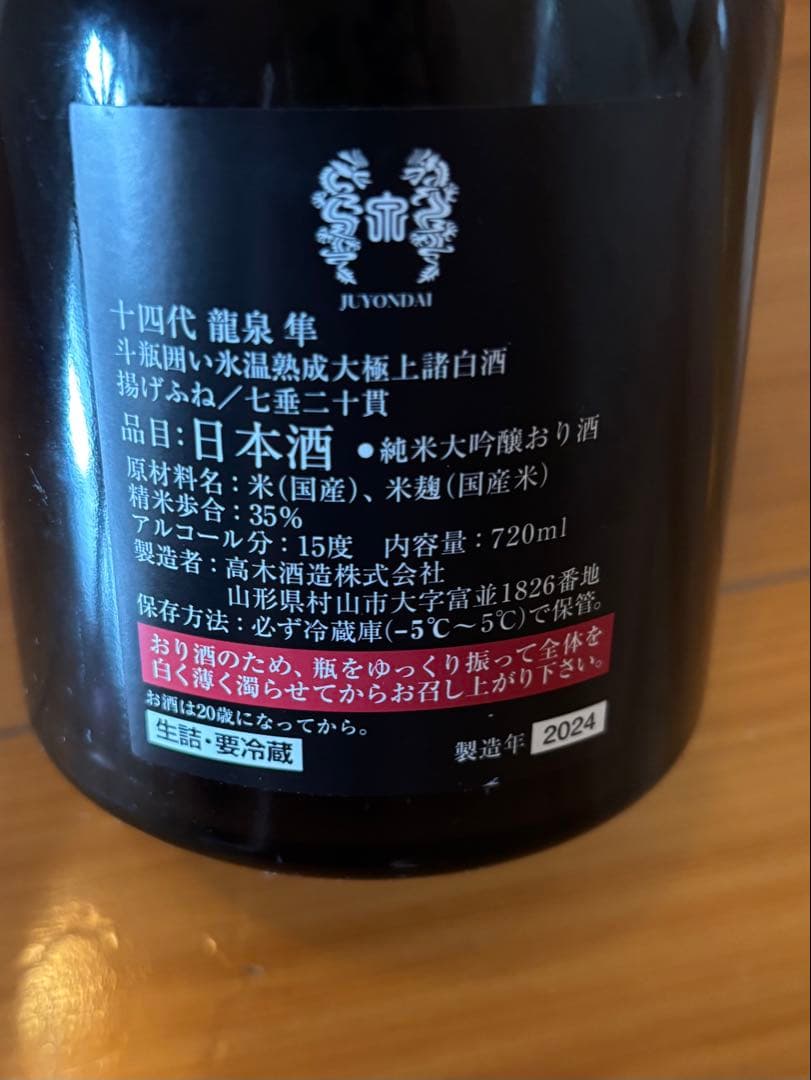 JUYONDAI
十四代 龍泉 隼
斗瓶囲い氷温熟成大極上諸白酒
揚げふね／七垂二十貫
品目：日本酒 ●純米大吟醸おり酒
原材料名：米(国産)、米麹(国産米)
精米歩合：35%
アルコール分：15度 内容量：720ml
製造者：高木酒造株式会社
山形県村山市大字富並1826番地
保存方法：必ず冷蔵庫(-5℃～5℃)で保管。
おり酒のため、瓶をゆっくり振って全体を
白く薄く濁らせてからお召し上がり下さい。
お酒は20歳になってから。
生詰・要冷蔵 製造年 2024